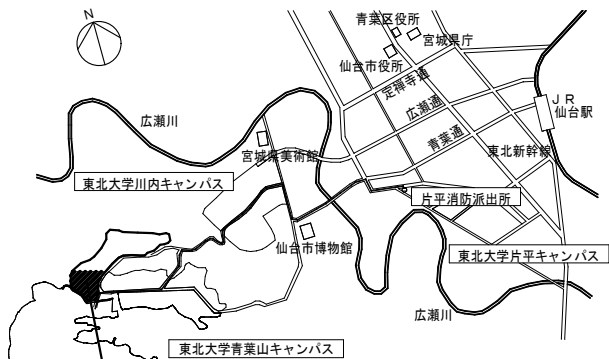 N
青葉区役所
宮城県庁
仙台市役所
定禅寺通
広瀬通
青葉通
JR
仙台駅
東北新幹線
広瀬川
宮城県美術館
東北大学川内キャンパス
片平消防派出所
仙台市博物館
東北大学片平キャンパス
広瀬川
東北大学青葉山キャンパス